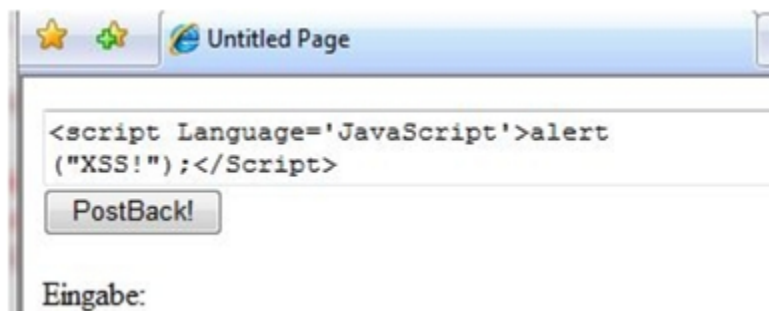 Untitled Page
<script Language='JavaScript'>alert
("XSS!");</Script>
PostBack!
Eingabe: